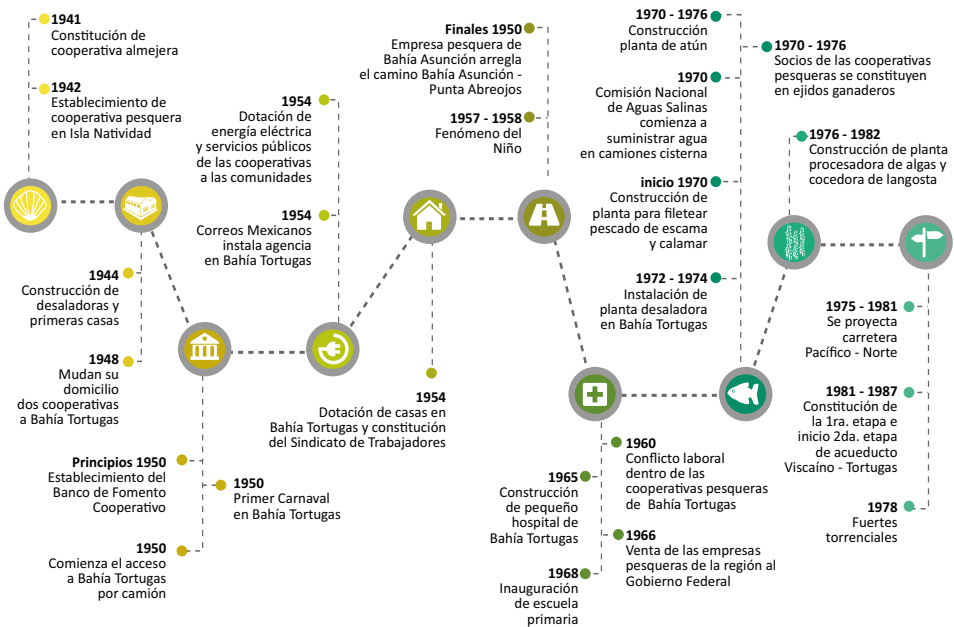 1941
Constitución de
cooperativa almejera
1942
Establecimiento de
cooperativa pesquera
en Isla Natividad
1944
Construcción de
desaladoras y
primeras casas
1948
Mudan su
domicilio
dos cooperativas
a Bahía Tortugas
Principios 1950
Establecimiento del
Banco de Fomento
Cooperativo
1950
Primer Carnaval
en Bahía Tortugas
1950
Comienza el acceso
a Bahía Tortugas
por camión
1954
Dotación de
energía eléctrica
y servicios públicos
de las cooperativas
a las comunidades
1954
Correos Mexicanos
instala agencia
en Bahía Tortugas
1954
Dotación de casas en
Bahía Tortugas y constitución
del Sindicato de Trabajadores
Finales 1950
Empresa pesquera de
Bahía Asunción arregla
el camino Bahía Asunción -
Punta Abreojos
1957 - 1958
Fenómeno del
Niño
1960
Conflicto laboral
dentro de las
cooperativas pesqueras
de Bahía Tortugas
1965
Construcción
de pequeño
hospital de
Bahía Tortugas
1966
Venta de las empresas
pesqueras de la región al
Gobierno Federal
1968
Inauguración
de escuela
primaria
1970 - 1976
Construcción
planta de atún
1970 - 1976
Socios de las cooperativas
pesqueras se constituyen
en ejidos ganaderos
1970
Comisión Nacional
de Aguas Salinas
comienza a
suministrar agua
en camiones cisterna
inicio 1970
Construcción de
planta para filetear
pescado de escama
y calamar
1972 - 1974
Instalación de
planta desaladora
en Bahía Tortugas
1976 - 1982
Construcción de planta
procesadora de algas y
cocedora de langosta
1975 - 1981
Se proyecta
carretera
Pacífico - Norte
1981 - 1987
Constitución de
la 1ra. etapa e
inicio 2da. etapa
de acueducto
Viscaíno - Tortugas
1978
Fuertes
torrenciales